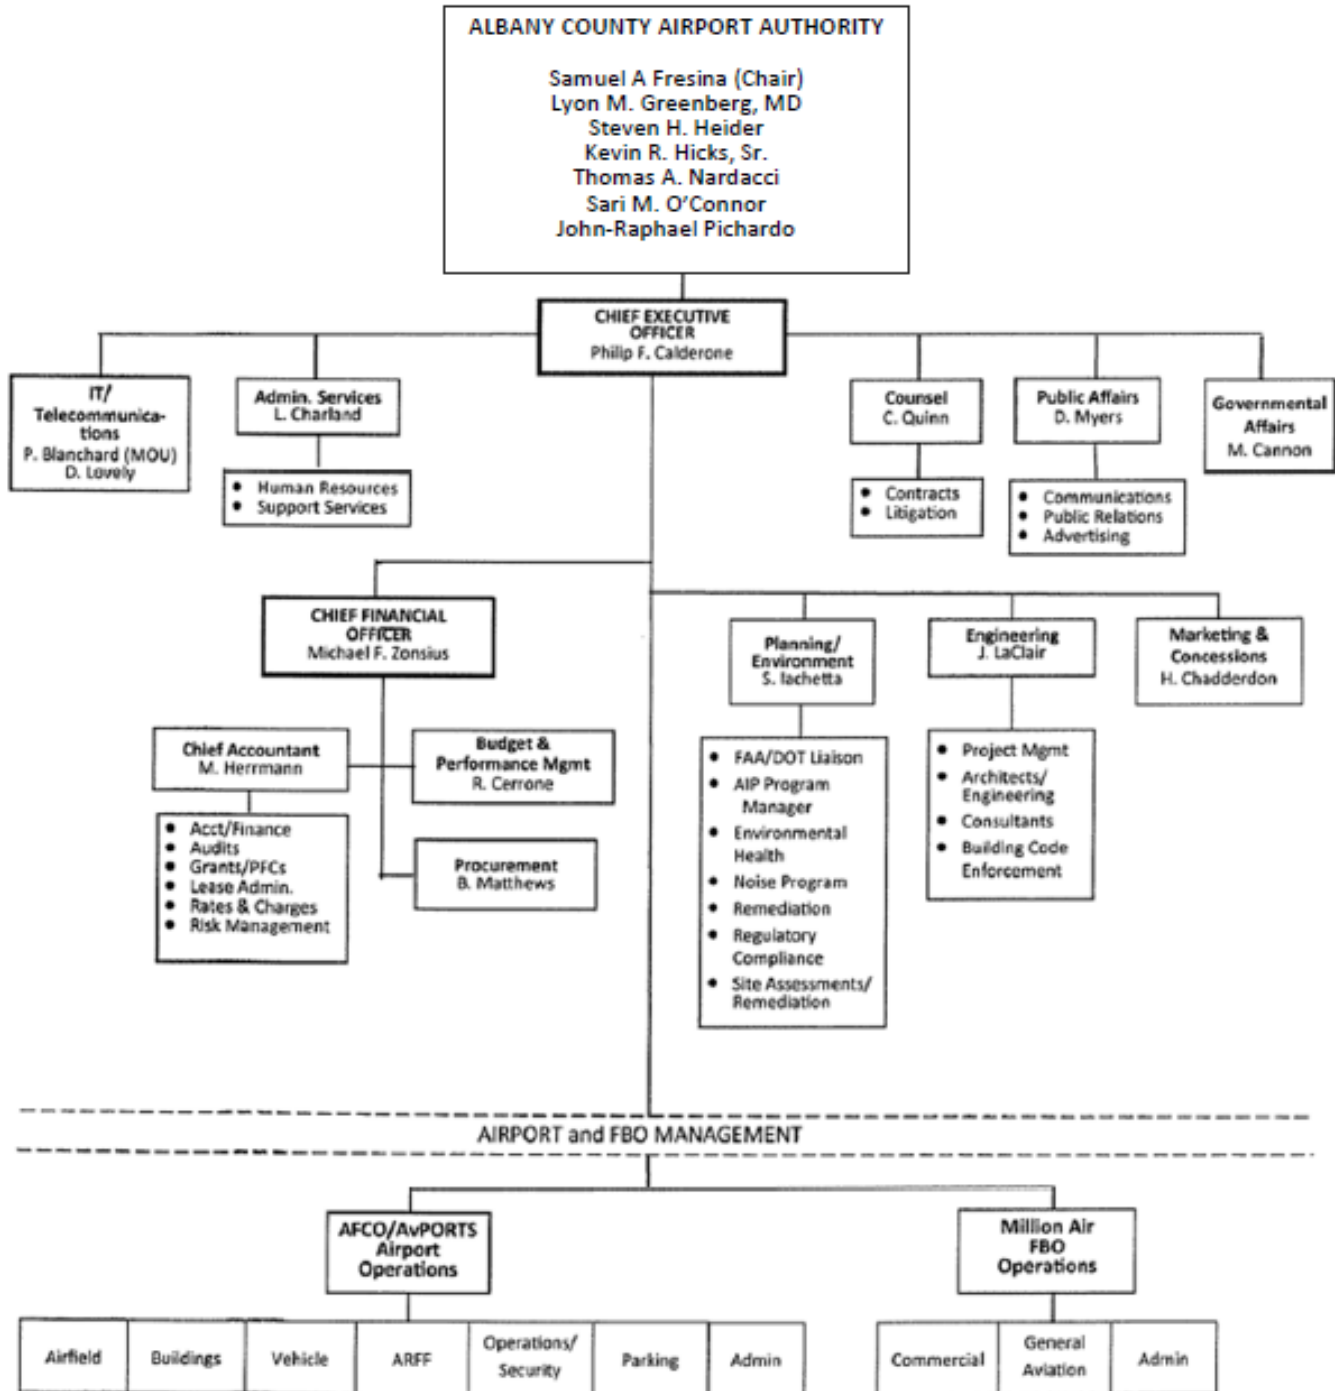 ALBANY COUNTY AIRPORT AUTHORITY
Samuel A Fresina (Chair)
Lyon M. Greenberg, MD
Steven H. Heider
Kevin R. Hicks, Sr.
Thomas A. Nardacci
Sari M. O’Connor
John-Raphael Pichardo
CHIEF EXECUTIVE
OFFICER
Philip F. Calderone
IT/
Telecommunica-
tions
P. Blanchard (MOU)
D. Lovely
Admin. Services
L. Charland
• Human Resources
• Support Services
Counsel
C. Quinn
• Contracts
• Litigation
Public Affairs
D. Myers
• Communications
• Public Relations
• Advertising
Governmental
Affairs
M. Cannon
CHIEF FINANCIAL
OFFICER
Michael F. Zonsius
Chief Accountant
M. Herrmann
• Acct/Finance
• Audits
• Grants/PFCs
• Lease Admin.
• Rates & Charges
• Risk Management
Budget &
Performance Mgmt
R. Cerrone
Procurement
B. Matthews
Planning/
Environment
S. Iachetta
• FAA/DOT Liaison
• AIP Program
Manager
• Environmental
Health
• Noise Program
• Remediation
• Regulatory
Compliance
• Site Assessments/
Remediation
Engineering
J. LaClair
• Project Mgmt
• Architects/
Engineering
• Consultants
• Building Code
Enforcement
Marketing &
Concessions
H. Chadderdon
AIRPORT and FBO MANAGEMENT
AFCO/AvPORTS
Airport
Operations
Airfield
Buildings
Vehicle
ARFF
Operations/
Security
Parking
Admin
Million Air
FBO
Operations
Commercial
General
Aviation
Admin